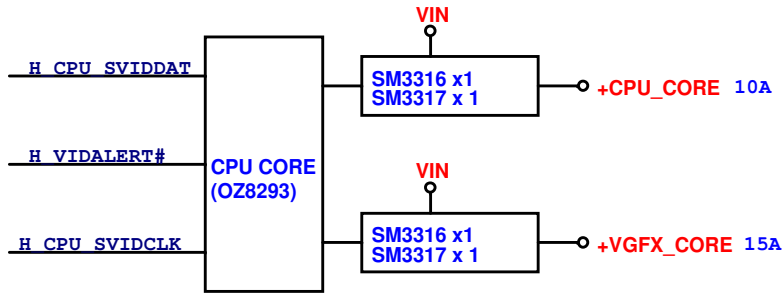 VIN
H_CPU_SVIDDAT
SM3316 x1
SM3317 x 1
+CPU_CORE 10A
H_VIDALERT#
CPU CORE
(OZ8293)
VIN
H_CPU_SVIDCLK
SM3316 x1
SM3317 x 1
+VGFX_CORE 15A